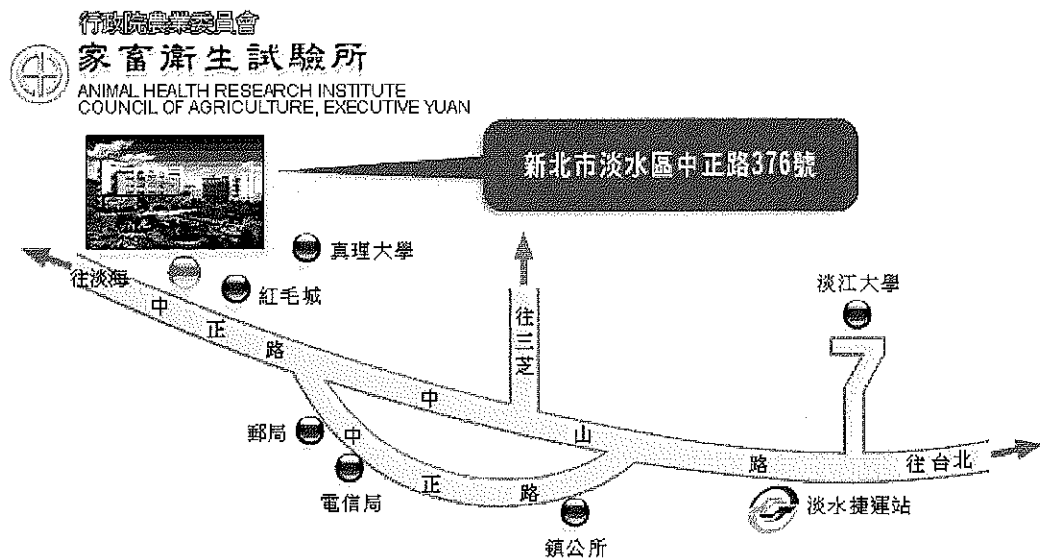 行政院農業委員會
家畜衛生試驗所
ANIMAL HEALTH RESEARCH INSTITUTE
COUNCIL OF AGRICULTURE, EXECUTIVE YUAN
新北市淡水區中正路376號
真理大學
往淡海
紅毛城
淡江大學
往三芝
中正路
中山路
郵局
中正路
電信局
往台北
淡水捷運站
鎮公所